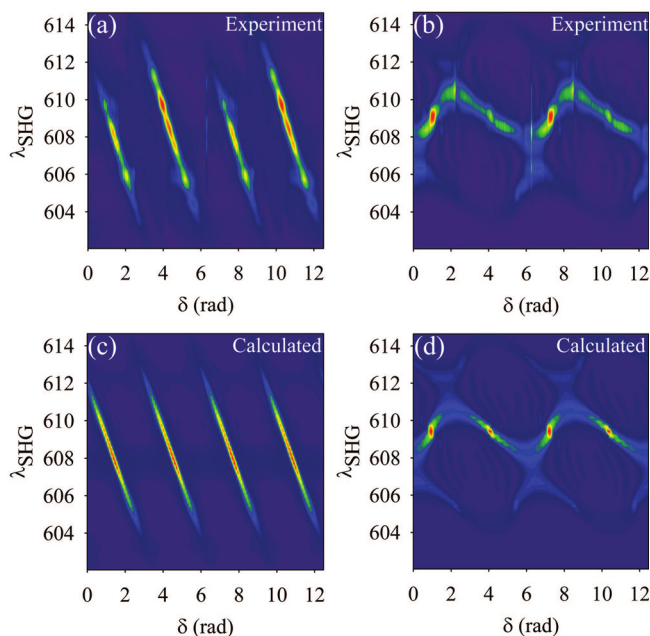 (a) Experiment
614
612
610
608
606
604
λSHG
0 2 4 6 8 10 12
δ (rad)
(b) Experiment
614
612
610
608
606
604
λSHG
0 2 4 6 8 10 12
δ (rad)
(c) Calculated
614
612
610
608
606
604
λSHG
0 2 4 6 8 10 12
δ (rad)
(d) Calculated
614
612
610
608
606
604
λSHG
0 2 4 6 8 10 12
δ (rad)